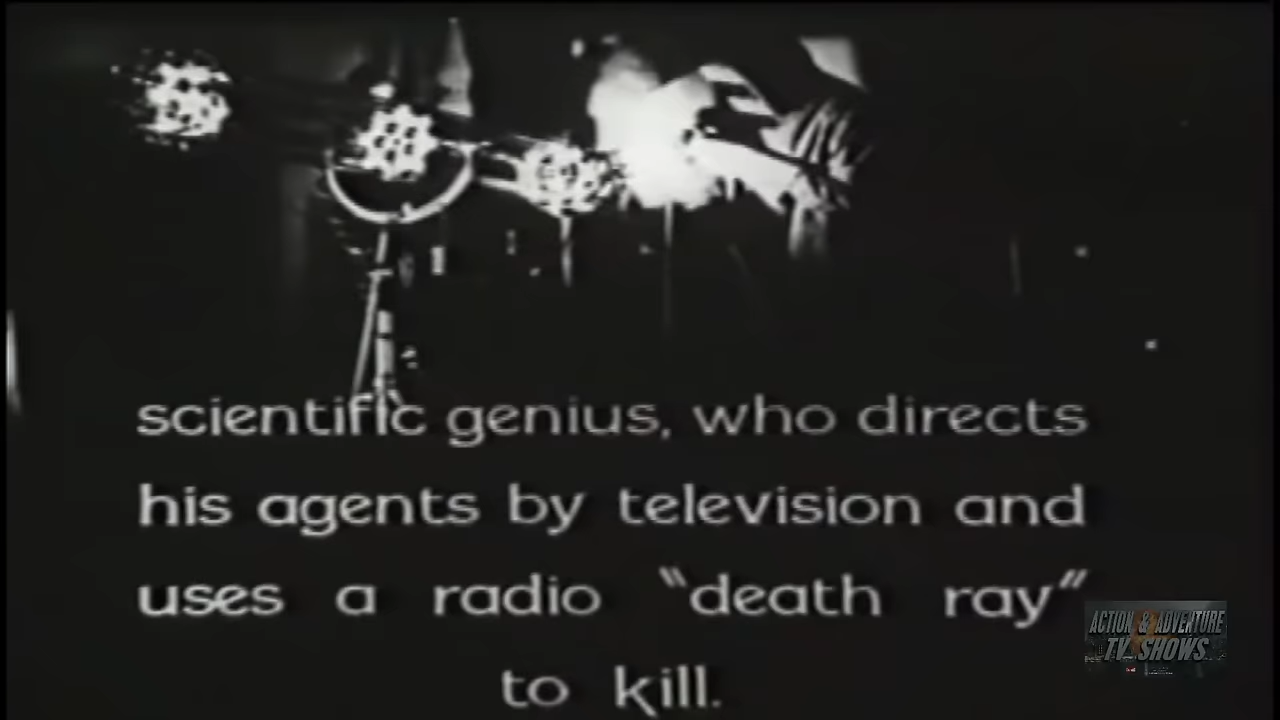 scientific genius, who directs
his agents by television and
uses a radio "death ray"
to kill.
ACTION & ADVENTURE
TV SHOWS